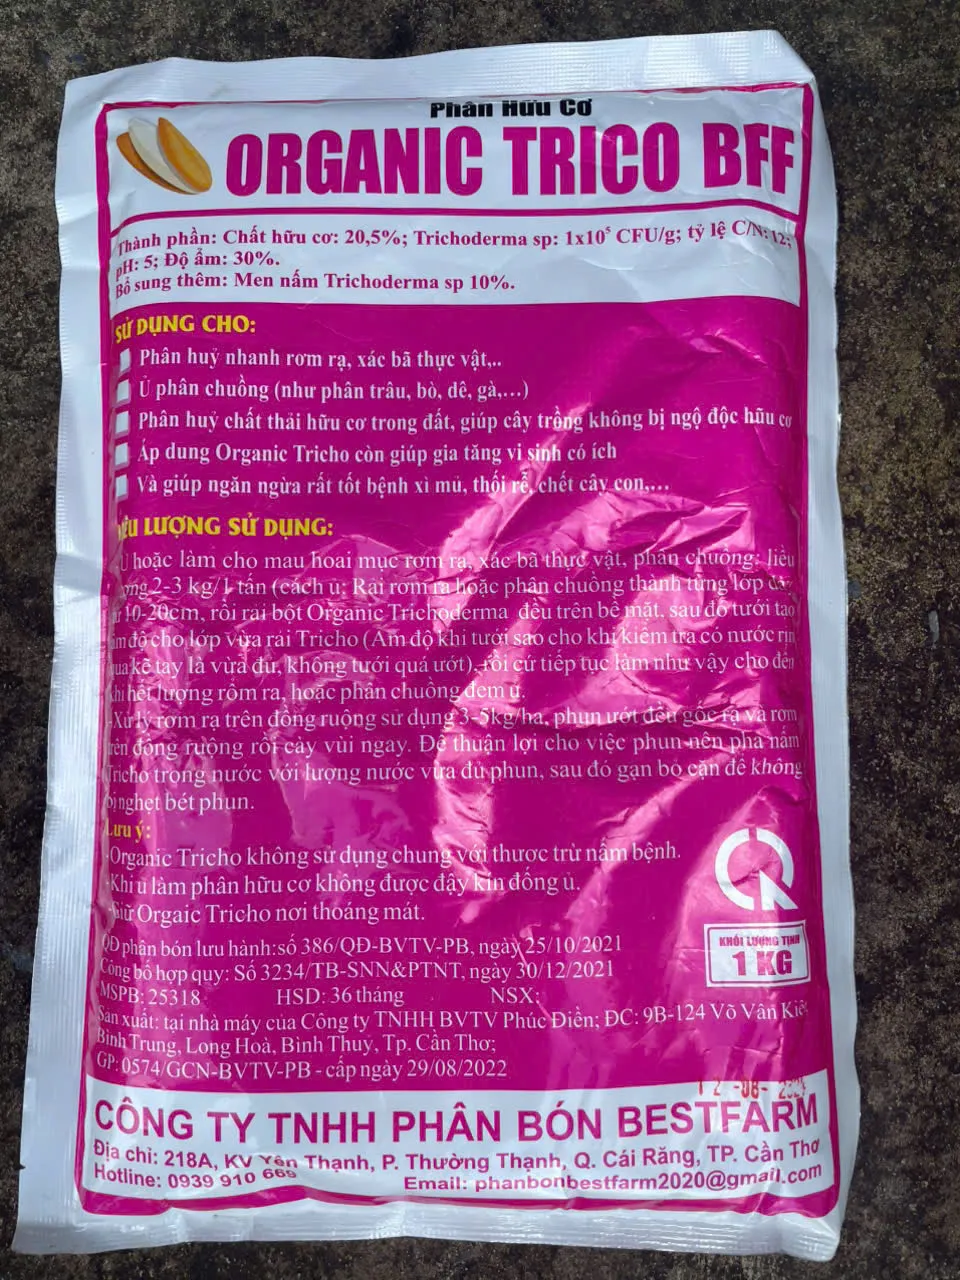 Phân Hữu Cơ
ORGANIC TRICO BFF
Thành phần: Chất hữu cơ: 20,5%; Trichoderma sp: 1x10⁵ CFU/g; tỷ lệ C/N: 12;
pH: 5; Độ ẩm: 30%.
Bổ sung thêm: Men nấm Trichoderma sp 10%.
SỬ DỤNG CHO:
Phân huỷ nhanh rơm rạ, xác bã thực vật,..
Ủ phân chuồng (như phân trâu, bò, dê, gà,...)
Phân huỷ chất thải hữu cơ trong đất, giúp cây trồng không bị ngộ độc hữu cơ
Áp dung Organic Tricho còn giúp gia tăng vi sinh có ích
Và giúp ngăn ngừa rất tốt bệnh xì mủ, thối rễ, chết cây con,...
LIỀU LƯỢNG SỬ DỤNG:
Ủ hoặc làm cho mau hoai mục rơm rạ, xác bã thực vật, phân chuồng: liều
lượng 2-3 kg/1 tấn (cách ủ: Rải rơm rạ hoặc phân chuồng thành từng lớp dày
từ 10-20cm, rồi rải bột Organic Trichoderma đều trên bề mặt, sau đó tưới tạo
ẩm độ cho lớp vừa rải Tricho (Ẩm độ khi tưới sao cho khi kiểm tra có nước rịn
qua kẽ tay là vừa đủ, không tưới quá ướt), rồi cứ tiếp tục làm như vậy cho đến
khi hết lượng rơm rạ, hoặc phân chuồng đem ủ.
-Xử lý rơm rạ trên đồng ruộng sử dụng 3-5kg/ha, phun ướt đều gốc rạ và rơm
trên đồng ruộng rồi cày vùi ngay. Để thuận lợi cho việc phun nên pha nấm
Tricho trong nước với lượng nước vừa đủ phun, sau đó gạn bỏ cặn để không
bị nghẹt bét phun.
Lưu ý:
-Organic Tricho không sử dụng chung với thược trừ nấm bệnh.
-Khi ủ làm phân hữu cơ không được đậy kín đống ủ.
-Giữ Orgaic Tricho nơi thoáng mát.
KHỐI LƯỢNG TỊNH
1 KG
QĐ phân bón lưu hành:số 386/QĐ-BVTV-PB, ngày 25/10/2021
Công bố hợp quy: Số 3234/TB-SNN&PTNT, ngày 30/12/2021
MSPB: 25318 HSD: 36 tháng NSX:
Sản xuất: tại nhà máy của Công ty TNHH BVTV Phúc Điền; ĐC: 9B-124 Võ Văn Kiệt,
Bình Trung, Long Hoà, Bình Thuỷ, Tp. Cần Thơ;
GP: 0574/GCN-BVTV-PB - cấp ngày 29/08/2022
CÔNG TY TNHH PHÂN BÓN BESTFARM
Địa chỉ: 218A, KV Yên Thạnh, P. Thường Thạnh, Q. Cái Răng, TP. Cần Thơ
Hotline: 0939 910 669 Email: phanbonbestfarm2020@gmail.com